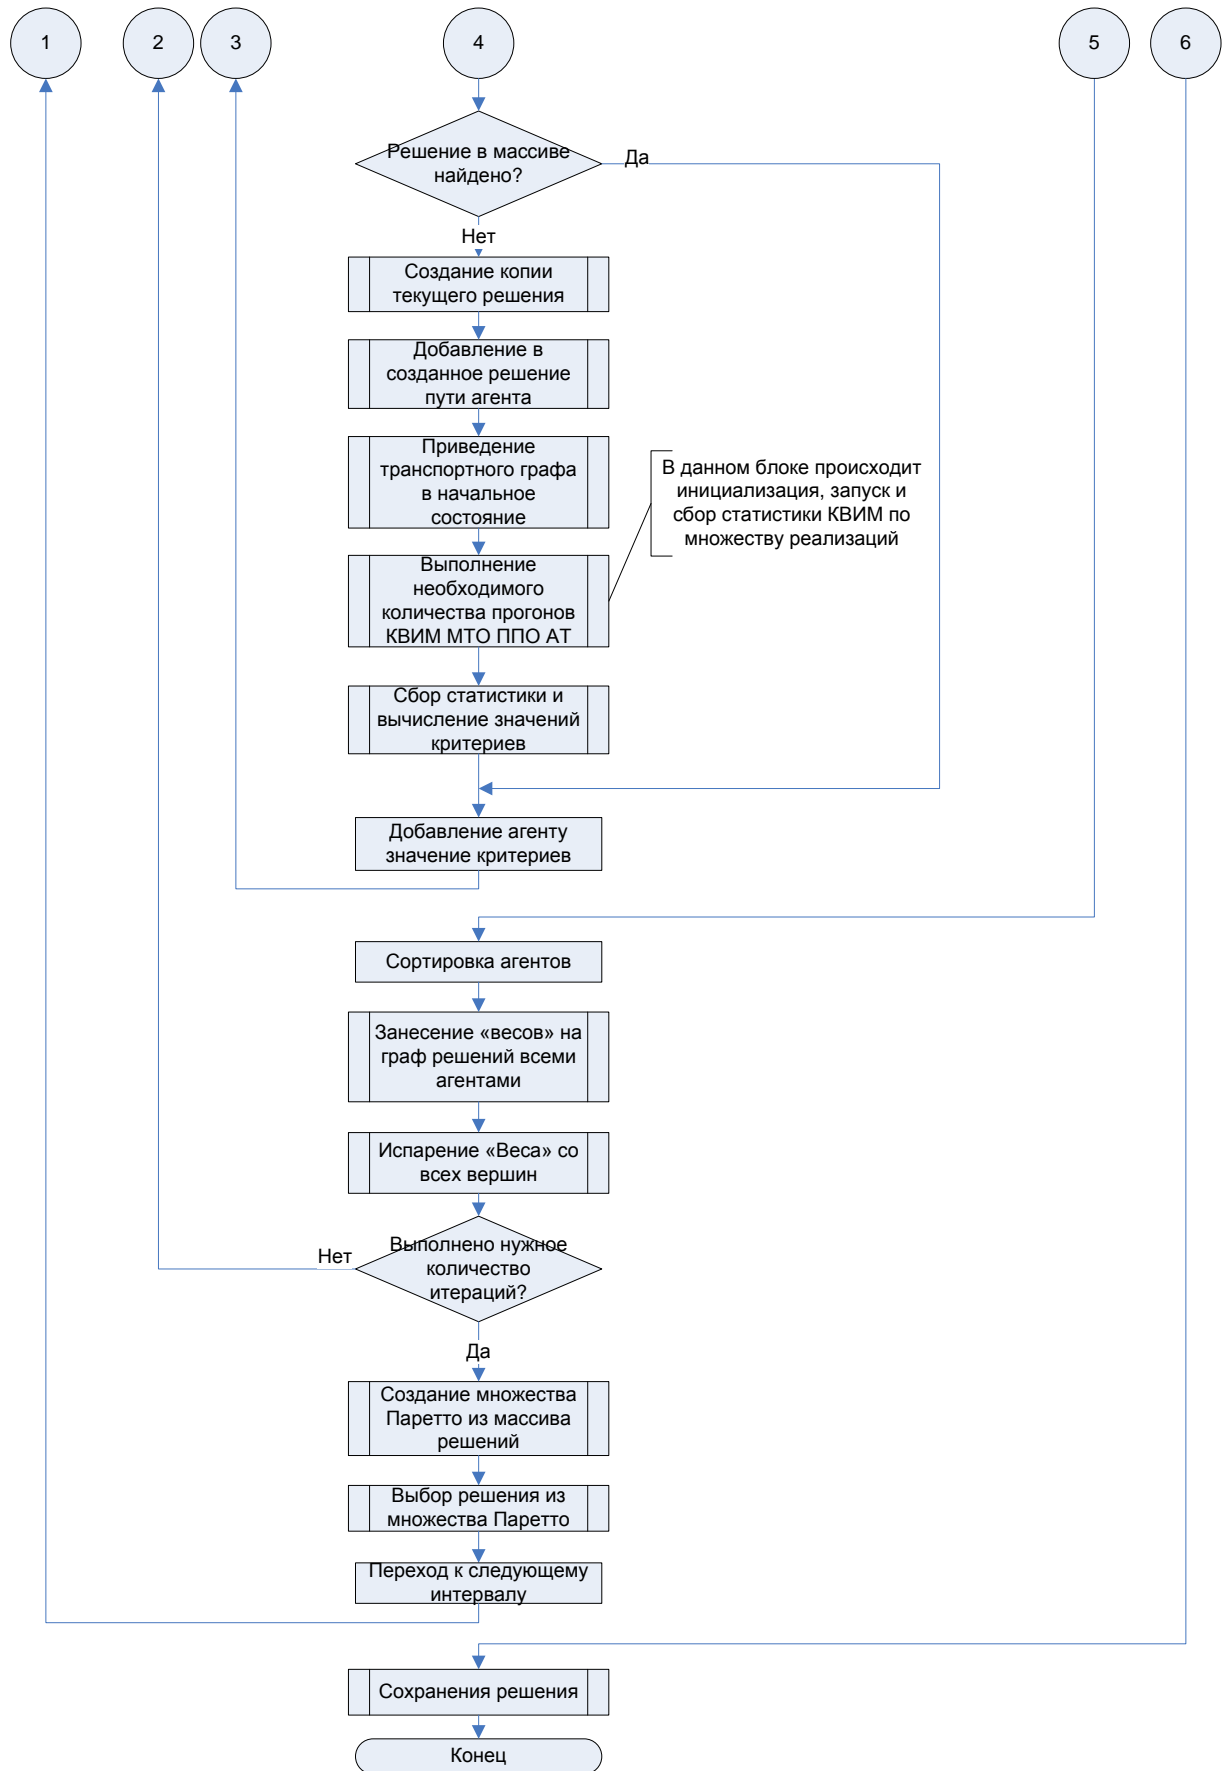 1
2
3
4
5
6
Решение в массиве
найдено?
Да
Нет
Создание копии
текущего решения
Добавление в
созданное решение
пути агента
Приведение
транспортного графа
в начальное
состояние
В данном блоке происходит
инициализация, запуск и
сбор статистики КВИМ по
множеству реализаций
Выполнение
необходимого
количества прогонов
КВИМ МТО ППО АТ
Сбор статистики и
вычисление значений
критериев
Добавление агенту
значение критериев
Сортировка агентов
Занесение «весов» на
граф решений всеми
агентами
Испарение «Веса» со
всех вершин
Выполнено нужное
количество
итераций?
Нет
Да
Создание множества
Паретто из массива
решений
Выбор решения из
множества Паретто
Переход к следующему
интервалу
Сохранения решения
Конец